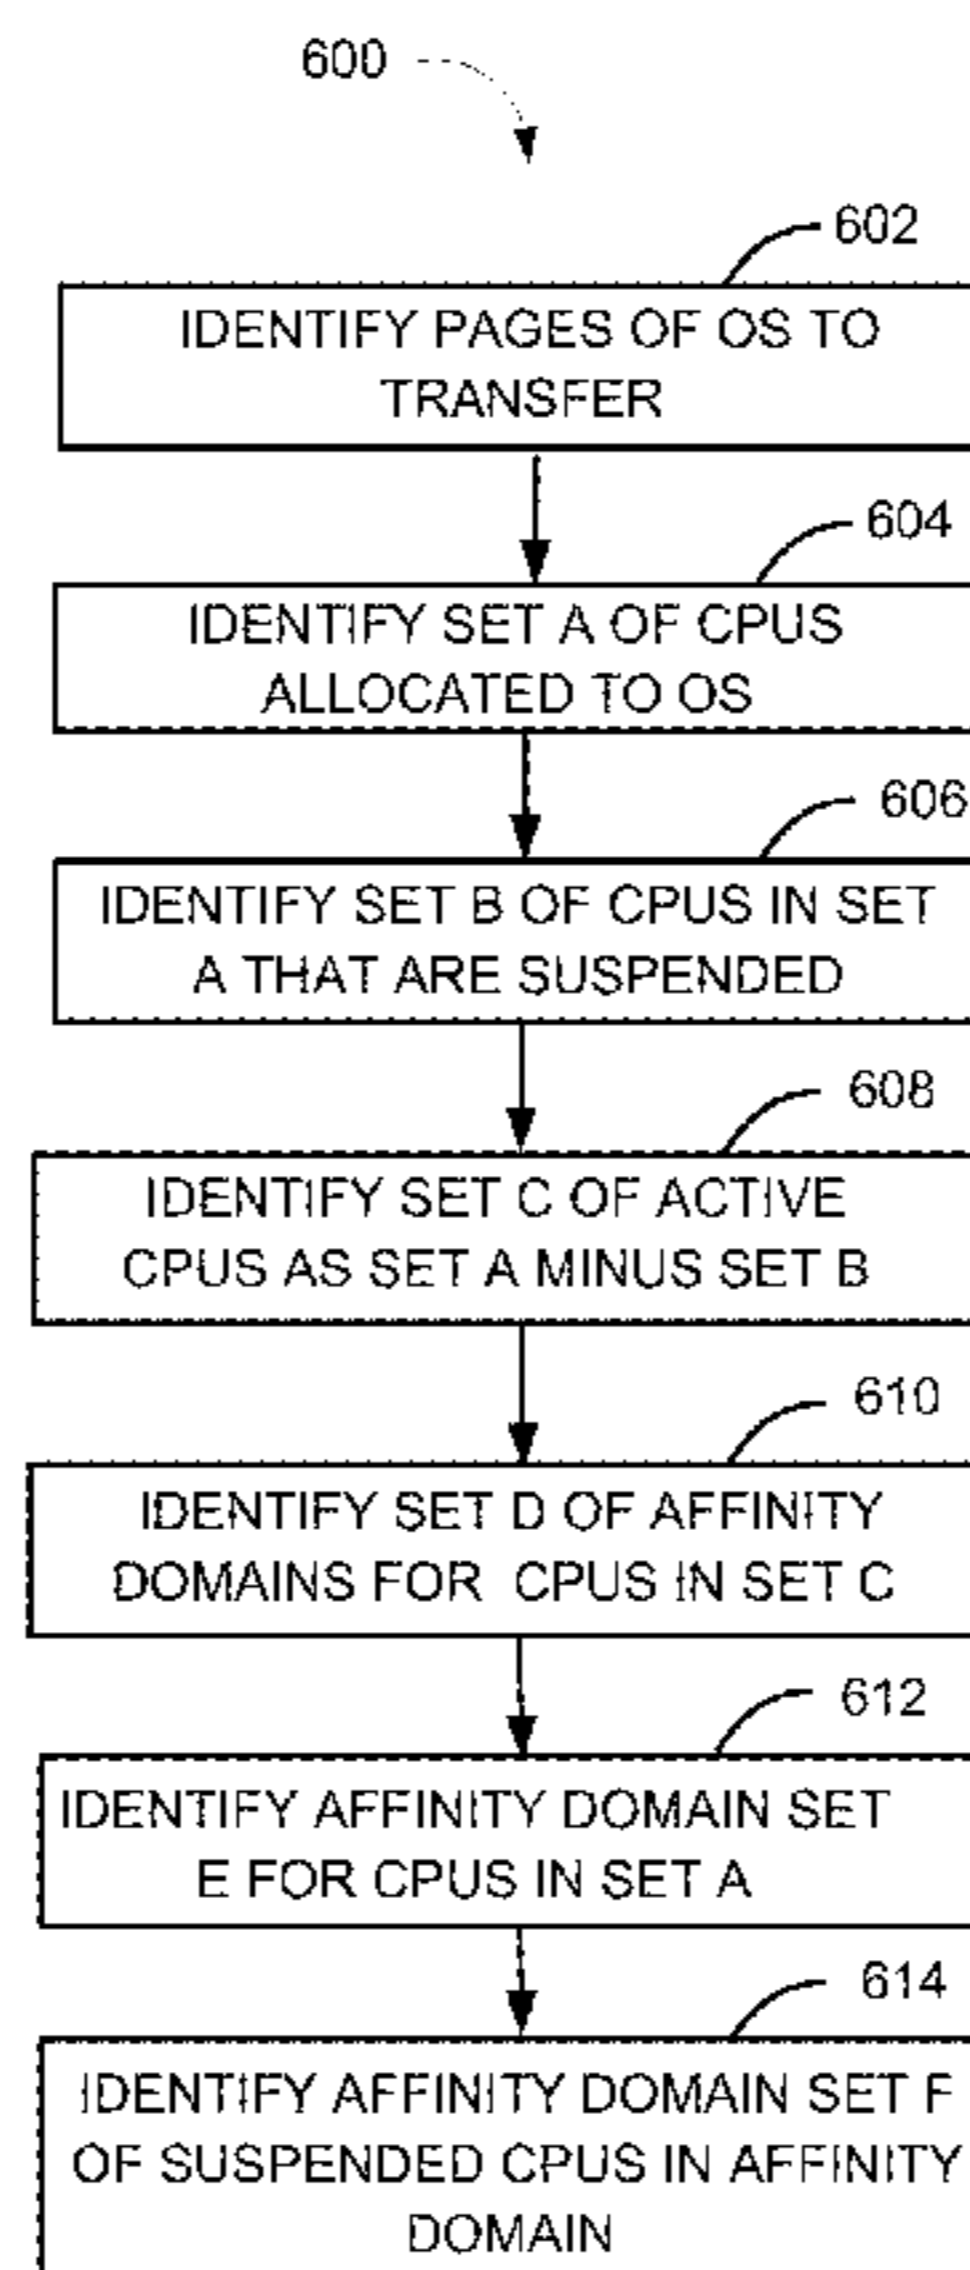 600
602
IDENTIFY PAGES OF OS TO
TRANSFER
604
IDENTIFY SET A OF CPUS
ALLOCATED TO OS
606
IDENTIFY SET B OF CPUS IN SET
A THAT ARE SUSPENDED
608
IDENTIFY SET C OF ACTIVE
CPUS AS SET A MINUS SET B
610
IDENTIFY SET D OF AFFINITY
DOMAINS FOR CPUS IN SET C
612
IDENTIFY AFFINITY DOMAIN SET
E FOR CPUS IN SET A
614
IDENTIFY AFFINITY DOMAIN SET F
OF SUSPENDED CPUS IN AFFINITY
DOMAIN